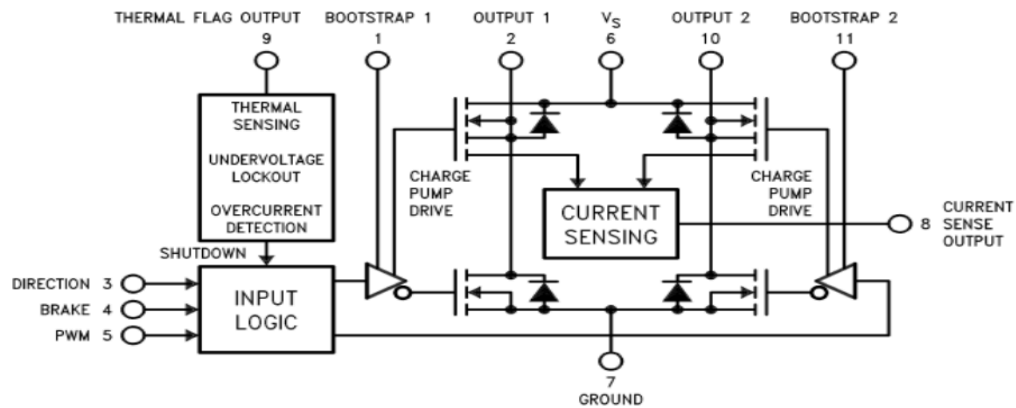 THERMAL FLAG OUTPUT
9
BOOTSTRAP 1
1
OUTPUT 1
2
VS
6
OUTPUT 2
10
BOOTSTRAP 2
11
THERMAL
SENSING
UNDERVOLTAGE
LOCKOUT
OVERCURRENT
DETECTION
CHARGE
PUMP
DRIVE
CURRENT
SENSING
CHARGE
PUMP
DRIVE
8 CURRENT
SENSE
OUTPUT
SHUTDOWN
DIRECTION 3
BRAKE 4
PWM 5
INPUT
LOGIC
7
GROUND